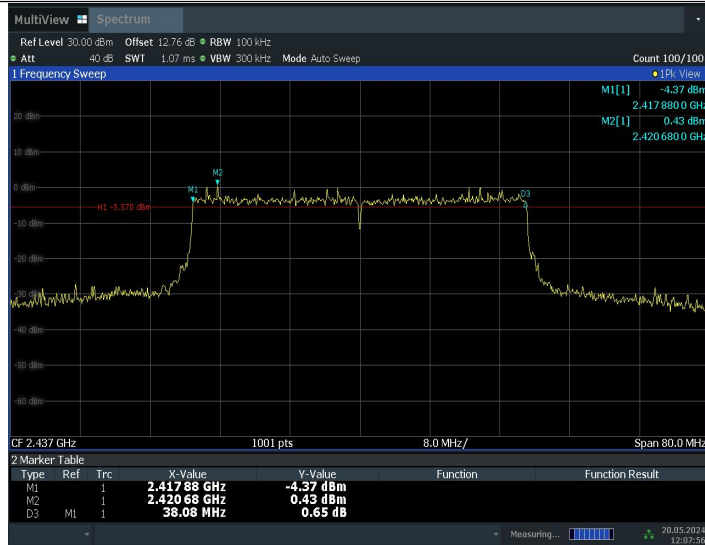 MultiView Spectrum
Ref Level 30.00 dBm Offset 12.76 dB RBW 100 kHz
Att 40 dB SWT 1.07 ms VBW 300 kHz Mode Auto Sweep Count 100/100
1 Frequency Sweep 1Pk View
M1[1] -4.37 dBm
2.417 880 0 GHz
M2[1] 0.43 dBm
2.420 680 0 GHz
20 dBm
10 dBm
M2
0 dBm
M1
D3
H1 -5.570 dBm
-10 dBm
-20 dBm
-30 dBm
-40 dBm
-50 dBm
-60 dBm
CF 2.437 GHz 1001 pts 8.0 MHz/ Span 80.0 MHz
2 Marker Table
Type Ref Trc X-Value Y-Value Function Function Result
M1 1 2.417 88 GHz -4.37 dBm
M2 1 2.420 68 GHz 0.43 dBm
D3 M1 1 38.08 MHz 0.65 dB
Measuring... 20.05.2024
12:07:56